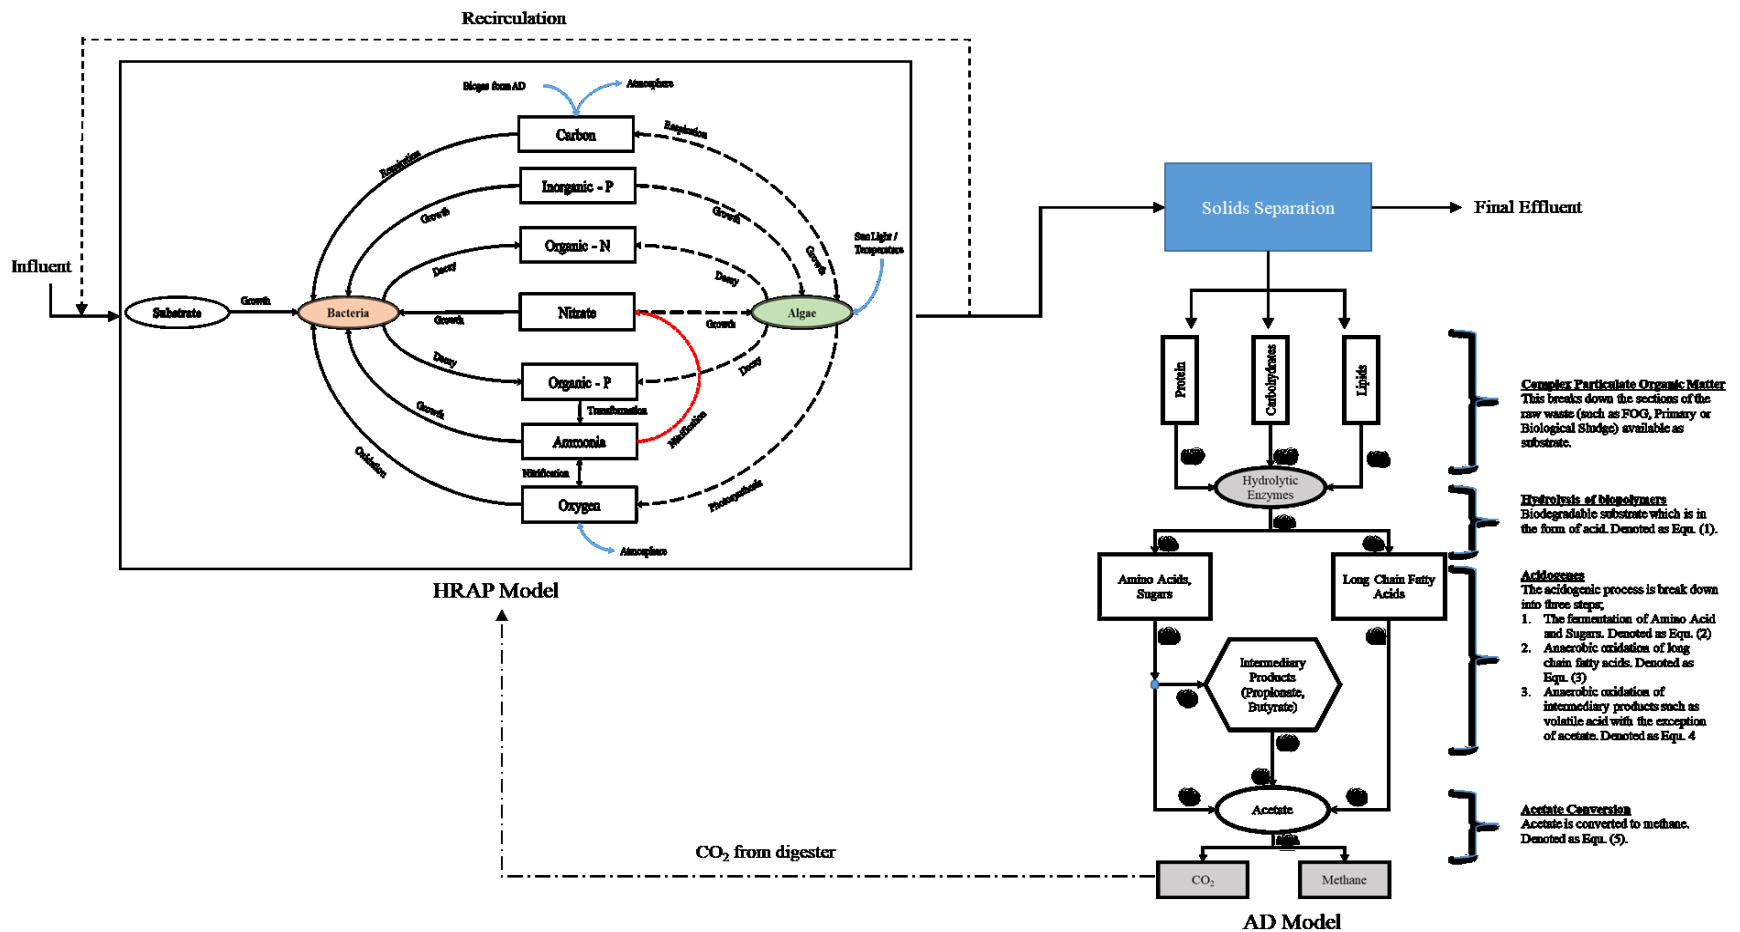 Recirculation
Biogas form AD
Atmosphere
Carbon
Respiration
Respiration
Inorganic - P
Growth
Growth
Organic - N
Sun Light /
Temperature
Growth
Decay
Decay
Influent
Substrate
Growth
Bacteria
Growth
Nitrate
Growth
Algae
Decay
Decay
Organic - P
Transformation
Growth
Ammonia
Nitrification
Oxidation
Nitrification
Oxygen
Photosynthesis
Atmosphere
HRAP Model
Solids Separation
Final Effluent
Protein
Carbohydrates
Lipids
Complex Particulate Organic Matter
This breaks down the sections of the
raw waste (such as FOG, Primary or
Biological Sludge) available as
substrate.
Hydrolytic
Enzymes
Hydrolysis of biopolymers
Biodegradable substrate which is in
the form of acid. Denoted as Equ. (1).
Amino Acids,
Sugars
Long Chain Fatty
Acids
Acidogenes
The acidogenic process is break down
into three steps;
1. The fermentation of Amino Acid
and Sugars. Denoted as Equ. (2)
2. Anaerobic oxidation of long
chain fatty acids. Denoted as
Equ. (3)
3. Anaerobic oxidation of
intermediary products such as
volatile acid with the exception
of acetate. Denoted as Equ. 4
Intermediary
Products
(Propionate,
Butyrate)
Acetate
Acetate Conversion
Acetate is converted to methane.
Denoted as Equ. (5).
CO₂ from digester
CO₂
Methane
AD Model